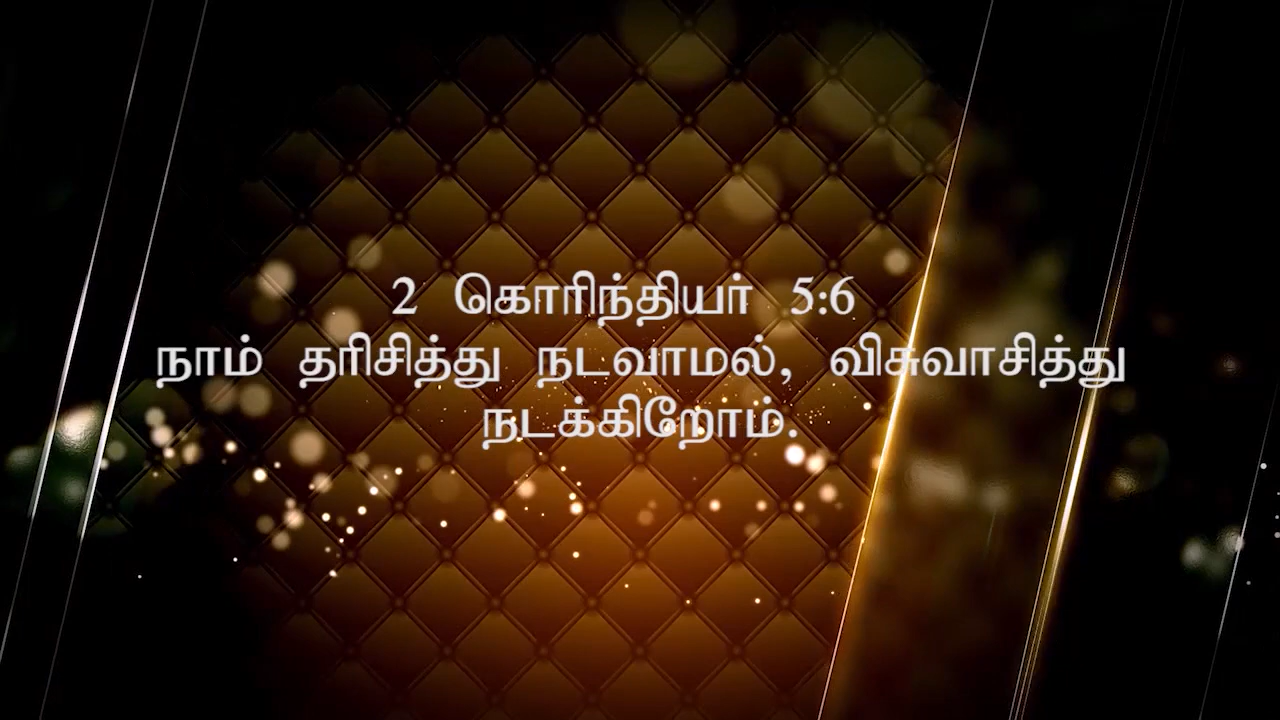 2 கொரிந்தியர் 5:6
நாம் தரிசித்து நடவாமல், விசுவாசித்து
நடக்கிறோம்.